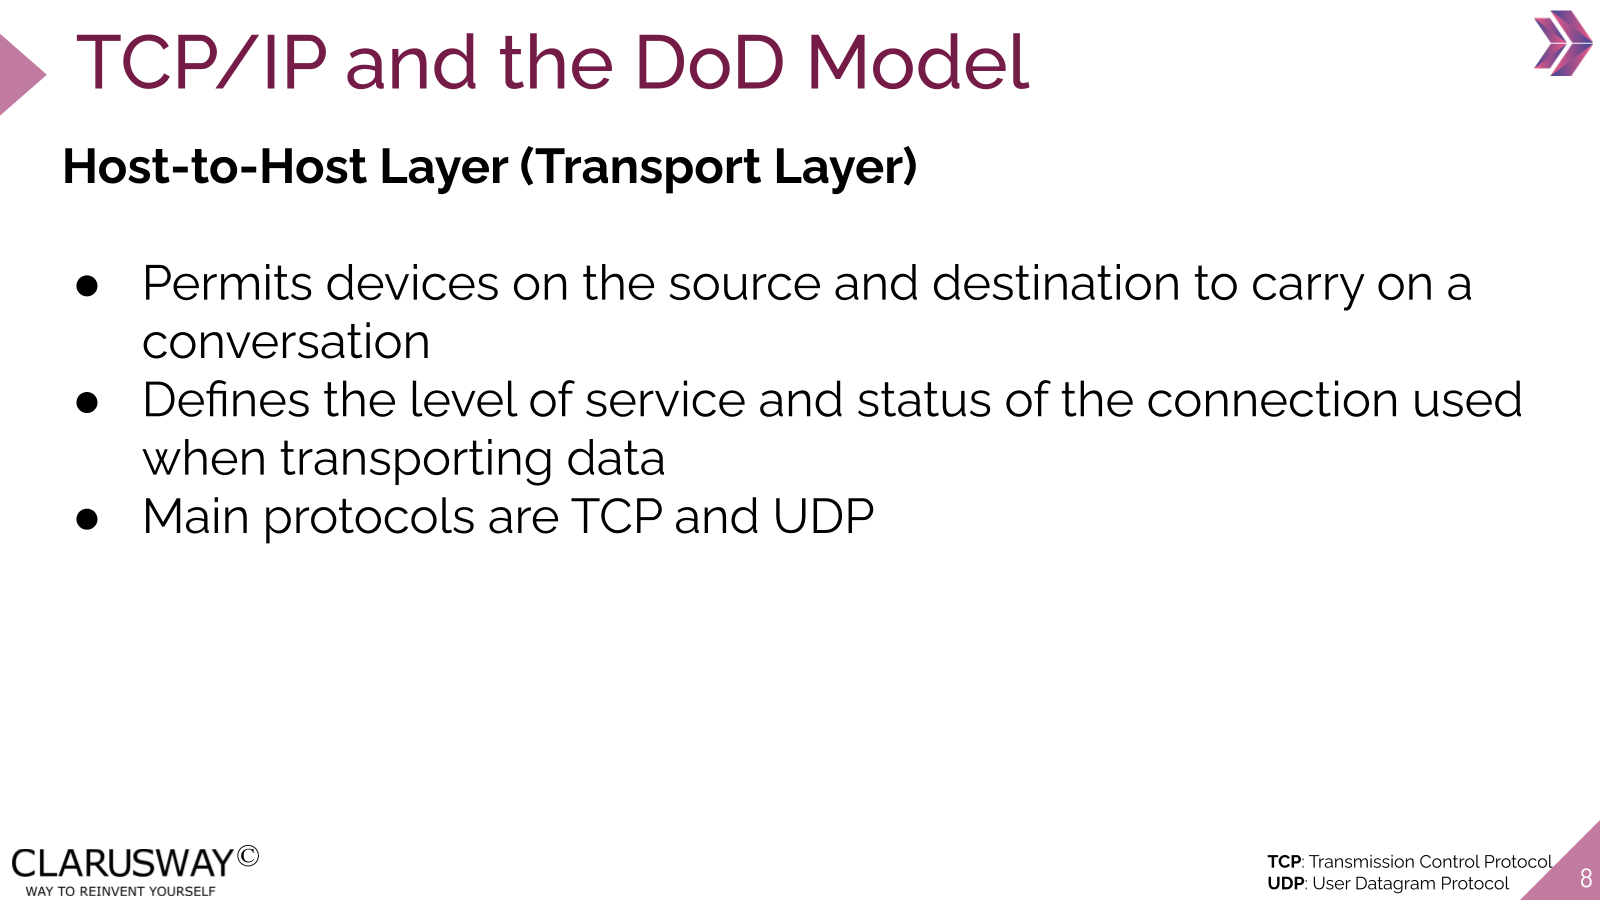 TCP/IP and the DoD Model
Host-to-Host Layer (Transport Layer)
● Permits devices on the source and destination to carry on a
conversation
● Defines the level of service and status of the connection used
when transporting data
● Main protocols are TCP and UDP
CLARUSWAY©
WAY TO REINVENT YOURSELF
TCP: Transmission Control Protocol
UDP: User Datagram Protocol
8